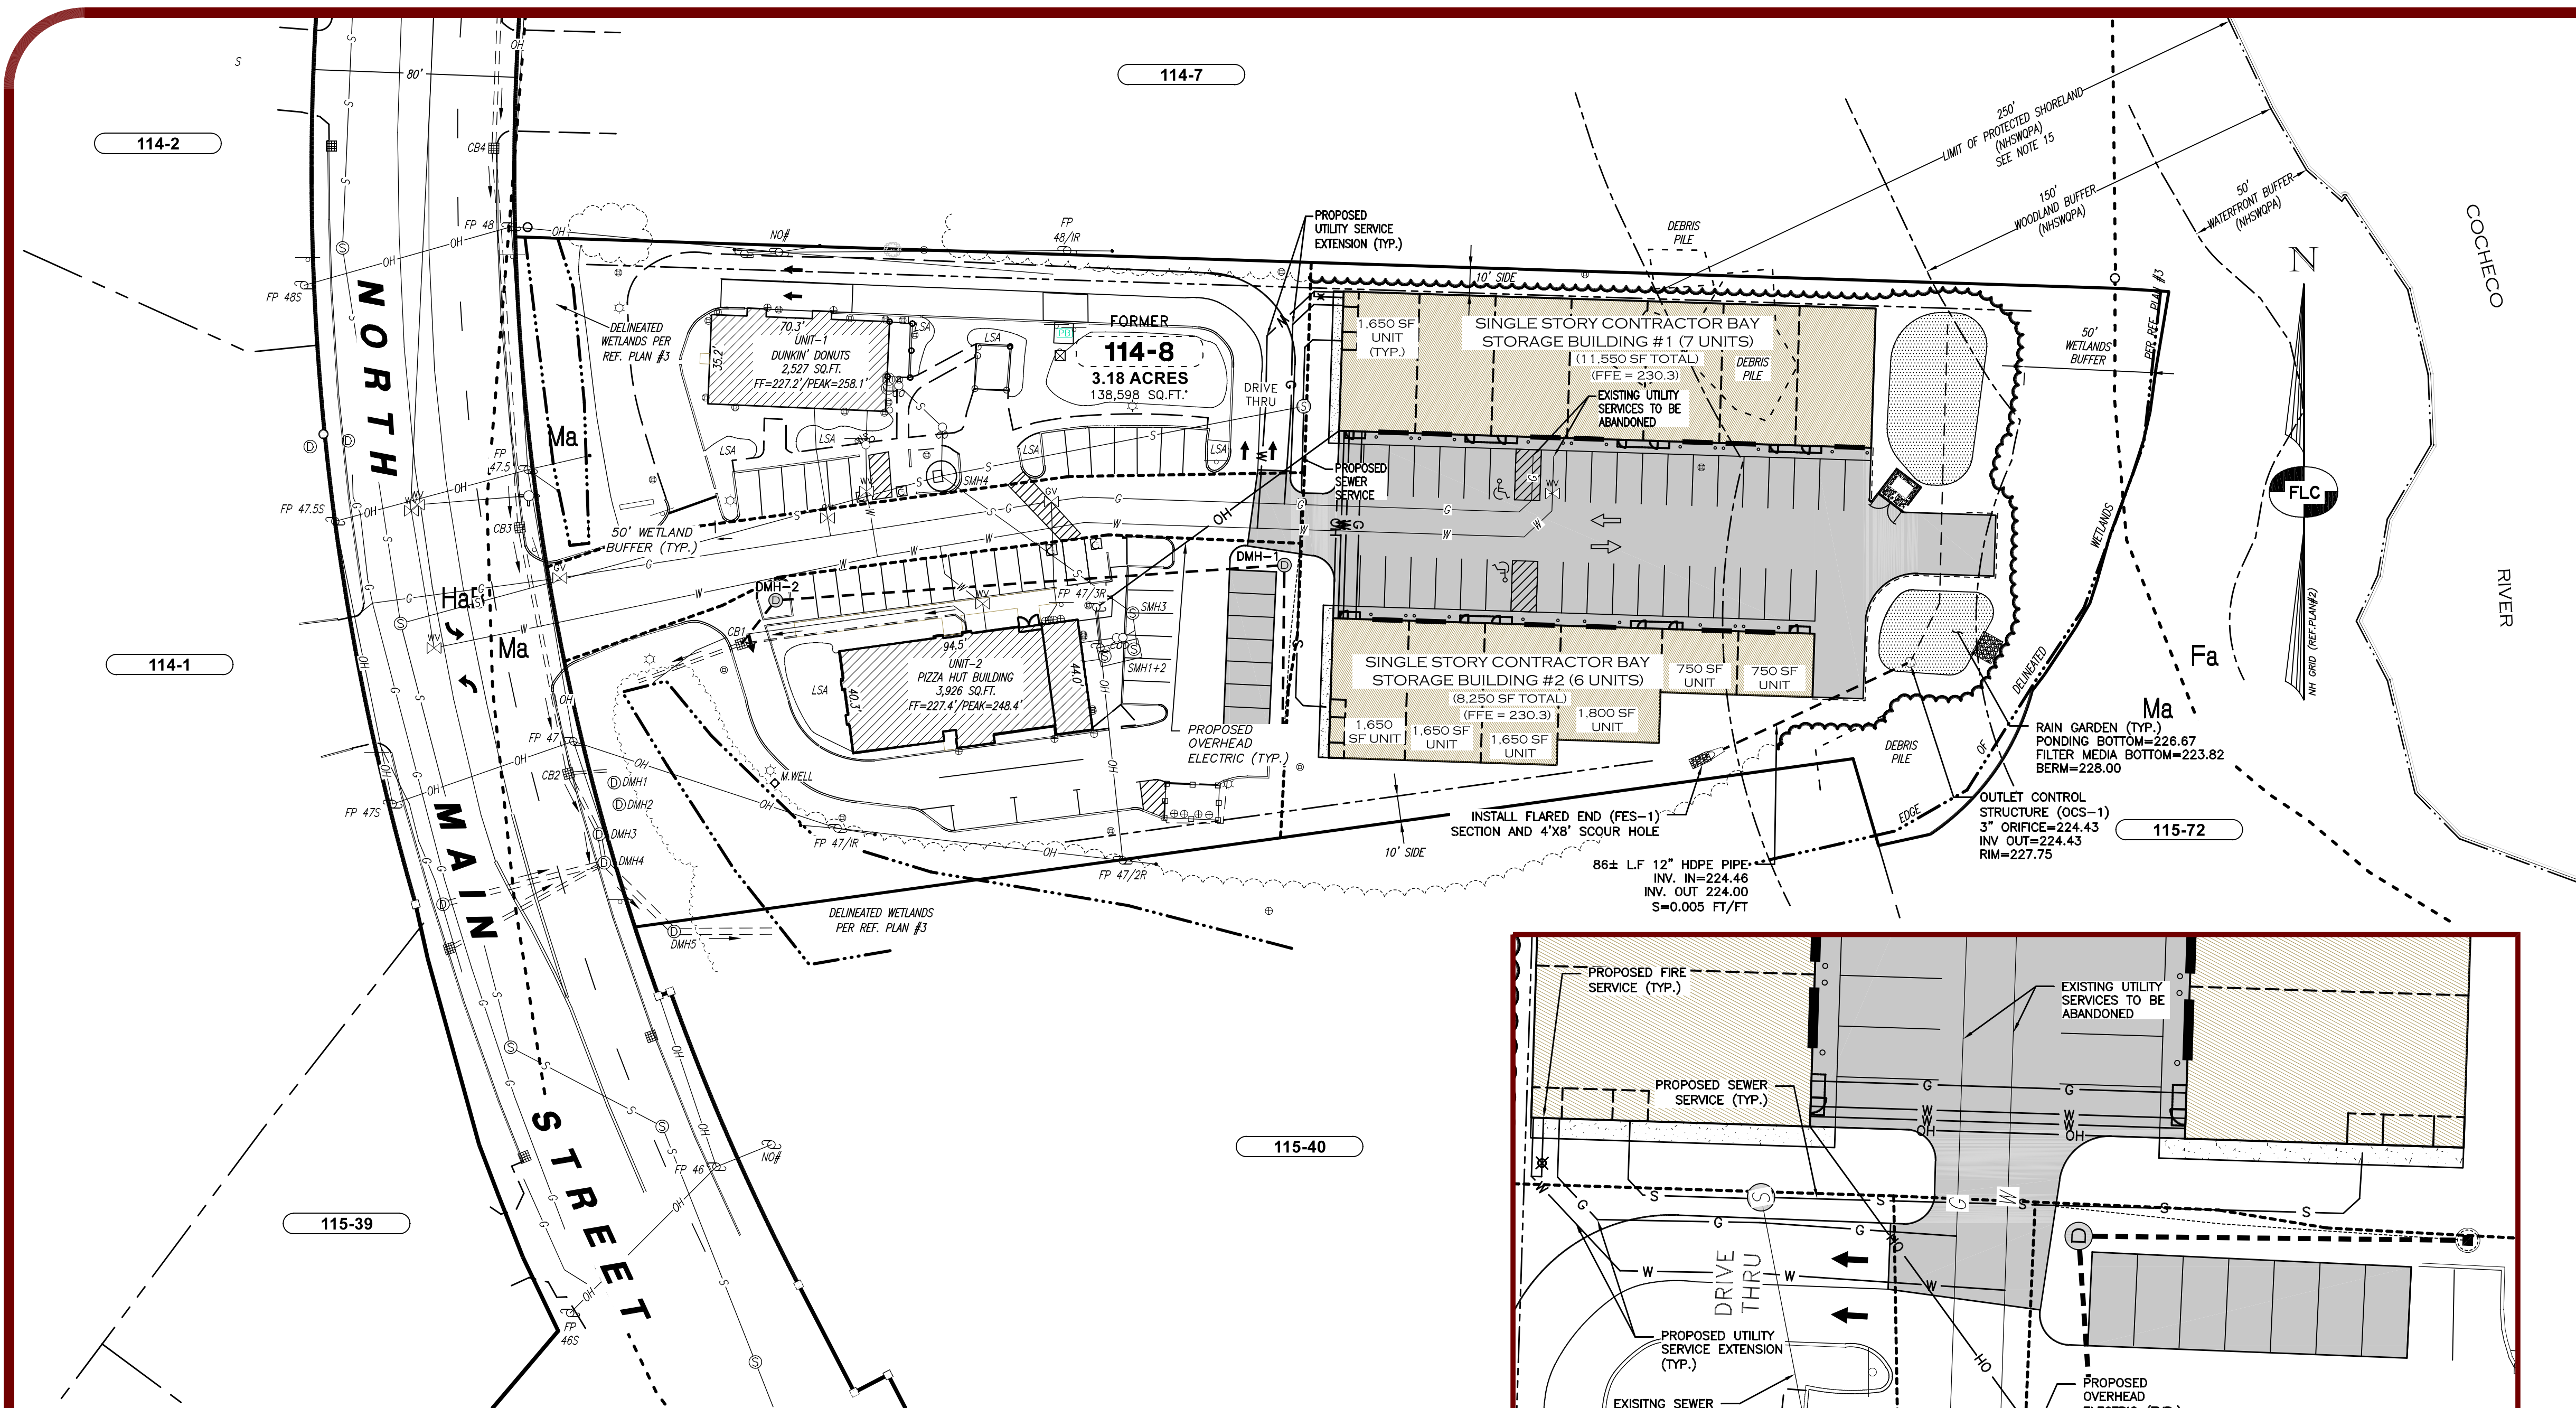 114-7
114-2
114-1
115-39
115-40
115-72
80'
S
OH
CB4
FP 48
FP 48S
NO#
FP
48/1R
FP
47.5
FP 47.5S
CB3
NORTH
MAIN
STREET
Ma
Ma
Ma
Fa
DELINEATED
WETLANDS PER
REF. PLAN #3
70.3'
35.2'
UNIT-1
DUNKIN' DONUTS
2,527 SQ.FT.
FF=227.2'/PEAK=258.1'
LSA
LSA
LSA
LSA
LSA
LSA
FORMER
114-8
3.18 ACRES
138,598 SQ.FT.
DRIVE
THRU
SMH4
50' WETLAND
BUFFER (TYP.)
DMH-2
DMH-1
CB1
FP 47/3R
SMH3
SMH1+2
94.5'
40.3'
44.0'
UNIT-2
PIZZA HUT BUILDING
3,926 SQ.FT.
FF=227.4'/PEAK=248.4'
LSA
M.WELL
FP 47
CB2
DMH1
DMH2
DMH3
DMH4
DMH5
FP 47S
FP 47/1R
FP 47/2R
FP 46
NO#
FP
46S
DELINEATED WETLANDS
PER REF. PLAN #3
PROPOSED
OVERHEAD
ELECTRIC (TYP.)
PROPOSED
UTILITY SERVICE
EXTENSION (TYP.)
PROPOSED
SEWER
SERVICE
10' SIDE
10' SIDE
DEBRIS
PILE
DEBRIS
PILE
DEBRIS
PILE
1,650 SF
UNIT
(TYP.)
SINGLE STORY CONTRACTOR BAY
STORAGE BUILDING #1 (7 UNITS)
(11,550 SF TOTAL)
(FFE = 230.3)
EXISTING UTILITY
SERVICES TO BE
ABANDONED
SINGLE STORY CONTRACTOR BAY
STORAGE BUILDING #2 (6 UNITS)
(8,250 SF TOTAL)
(FFE = 230.3)
750 SF
UNIT
750 SF
UNIT
1,650
SF UNIT
1,650 SF
UNIT
1,650 SF
UNIT
1,800 SF
UNIT
250'
LIMIT OF PROTECTED SHORELAND
(NHSWQPA)
SEE NOTE 15
150'
WOODLAND BUFFER
(NHSWQPA)
50'
WATERFRONT BUFFER
(NHSWQPA)
50'
WETLANDS
BUFFER
PER REF. PLAN #3
EDGE OF DELINEATED WETLANDS
COCHECO
RIVER
N
FLC
NH GRID (REF.PLAN#2)
RAIN GARDEN (TYP.)
PONDING BOTTOM=226.67
FILTER MEDIA BOTTOM=223.82
BERM=228.00
OUTLET CONTROL
STRUCTURE (OCS-1)
3" ORIFICE=224.43
INV OUT=224.43
RIM=227.75
INSTALL FLARED END (FES-1)
SECTION AND 4'X8' SCOUR HOLE
86± L.F 12" HDPE PIPE
INV. IN=224.46
INV. OUT 224.00
S=0.005 FT/FT
PROPOSED FIRE
SERVICE (TYP.)
EXISTING UTILITY
SERVICES TO BE
ABANDONED
PROPOSED SEWER
SERVICE (TYP.)
DRIVE
THRU
PROPOSED UTILITY
SERVICE EXTENSION
(TYP.)
EXISITNG SEWER
PROPOSED
OVERHEAD